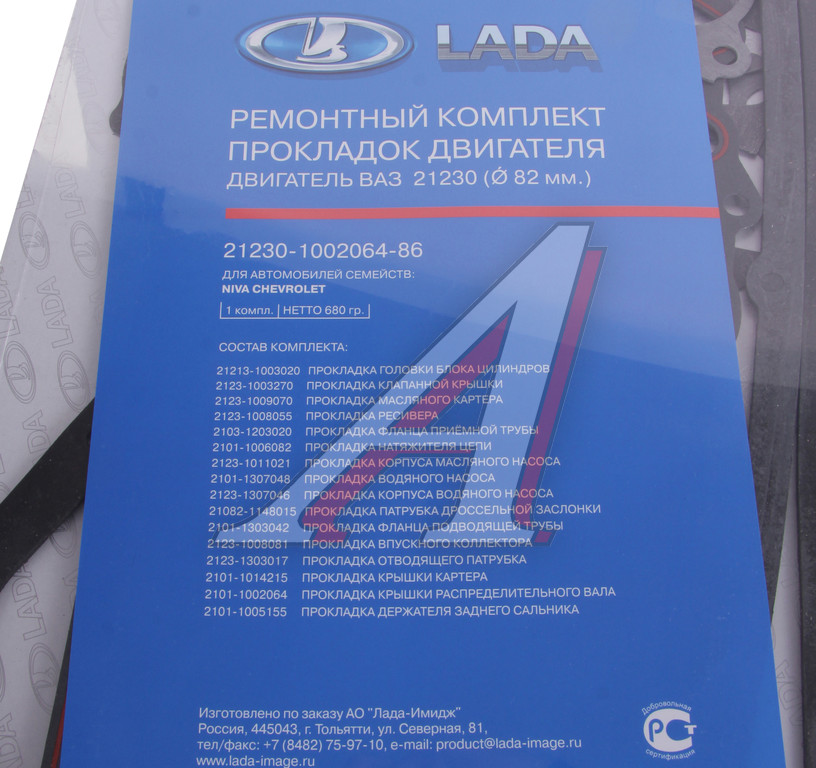 LADA
РЕМОНТНЫЙ КОМПЛЕКТ
ПРОКЛАДОК ДВИГАТЕЛЯ
ДВИГАТЕЛЬ ВАЗ 21230 (Ǿ 82 мм.)
21230-1002064-86
ДЛЯ АВТОМОБИЛЕЙ СЕМЕЙСТВ:
NIVA CHEVROLET
1 компл. НЕТТО 680 гр.
СОСТАВ КОМПЛЕКТА:
21213-1003020 ПРОКЛАДКА ГОЛОВКИ БЛОКА ЦИЛИНДРОВ
2123-1003270 ПРОКЛАДКА КЛАПАННОЙ КРЫШКИ
2123-1009070 ПРОКЛАДКА МАСЛЯНОГО КАРТЕРА
2123-1008055 ПРОКЛАДКА РЕСИВЕРА
2103-1203020 ПРОКЛАДКА ФЛАНЦА ПРИЁМНОЙ ТРУБЫ
2101-1006082 ПРОКЛАДКА НАТЯЖИТЕЛЯ ЦЕПИ
2123-1011021 ПРОКЛАДКА КОРПУСА МАСЛЯНОГО НАСОСА
2101-1307048 ПРОКЛАДКА ВОДЯНОГО НАСОСА
2123-1307046 ПРОКЛАДКА КОРПУСА ВОДЯНОГО НАСОСА
21082-1148015 ПРОКЛАДКА ПАТРУБКА ДРОССЕЛЬНОЙ ЗАСЛОНКИ
2101-1303042 ПРОКЛАДКА ФЛАНЦА ПОДВОДЯЩЕЙ ТРУБЫ
2123-1008081 ПРОКЛАДКА ВПУСКНОГО КОЛЛЕКТОРА
2123-1303017 ПРОКЛАДКА ОТВОДЯЩЕГО ПАТРУБКА
2101-1014215 ПРОКЛАДКА КРЫШКИ КАРТЕРА
2101-1002064 ПРОКЛАДКА КРЫШКИ РАСПРЕДЕЛИТЕЛЬНОГО ВАЛА
2101-1005155 ПРОКЛАДКА ДЕРЖАТЕЛЯ ЗАДНЕГО САЛЬНИКА
Изготовлено по заказу АО "Лада-Имидж"
Россия, 445043, г. Тольятти, ул. Северная, 81,
тел/факс: +7 (8482) 75-97-10, e-mail: product@lada-image.ru
www.lada-image.ru
Добровольная
РСТ
сертификация
LADA
LADA
LADA
LADA